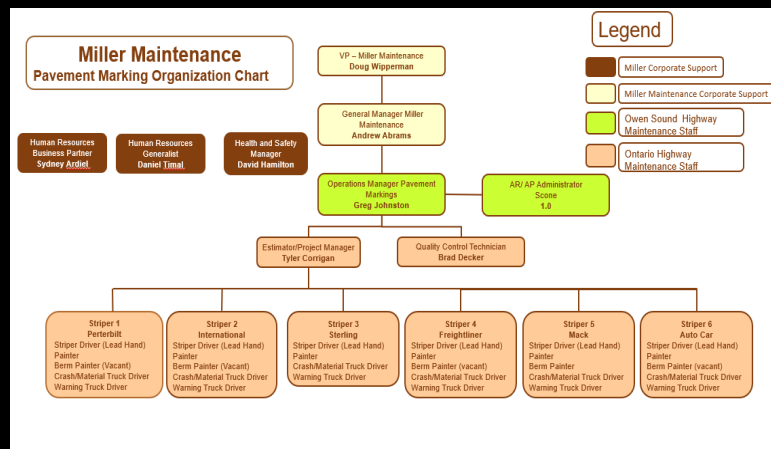 Miller Maintenance
Pavement Marking Organization Chart
VP – Miller Maintenance
Doug Wipperman
Legend
Miller Corporate Support
Miller Maintenance Corporate Support
Owen Sound Highway
Maintenance Staff
Ontario Highway
Maintenance Staff
General Manager Miller
Maintenance
Andrew Abrams
Human Resources
Business Partner
Sydney Ardiel
Human Resources
Generalist
Daniel Timal
Health and Safety
Manager
David Hamilton
Operations Manager Pavement
Markings
Greg Johnston
AR/ AP Administrator
Scone
1.0
Estimator/Project Manager
Tyler Corrigan
Quality Control Technician
Brad Decker
Striper 1
Perterbilt
Striper Driver (Lead Hand)
Painter
Berm Painter (Vacant)
Crash/Material Truck Driver
Warning Truck Driver
Striper 2
International
Striper Driver (Lead Hand)
Painter
Berm Painter (Vacant)
Crash/Material Truck Driver
Warning Truck Driver
Striper 3
Sterling
Striper Driver (Lead Hand)
Painter
Crash/Material Truck Driver
Warning Truck Driver
Striper 4
Freightliner
Striper Driver (Lead Hand)
Painter
Berm Painter (vacant)
Crash/Material Truck Driver
Warning Truck Driver
Striper 5
Mack
Striper Driver (Lead Hand)
Painter
Berm Painter (Vacant)
Crash/Material Truck Driver
Warning Truck Driver
Striper 6
Auto Car
Striper Driver (Lead Hand)
Painter
Berm Painter (vacant)
Crash/Material Truck Driver
Warning Truck Driver